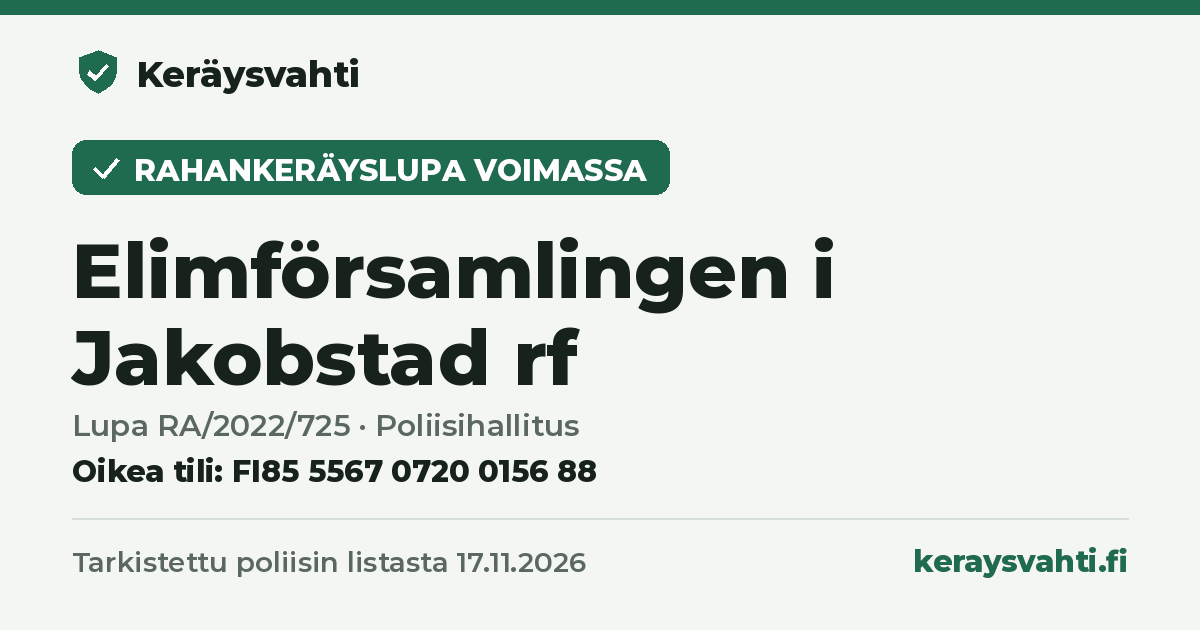 Keräysvahti
RAHANKERÄYSLUPA VOIMASSA
Elimförsamlingen i
Jakobstad rf
Lupa RA/2022/725 · Poliisihallitus
Oikea tili: FI85 5567 0720 0156 88
Tarkistettu poliisin listasta 17.11.2026
keraysvahti.fi